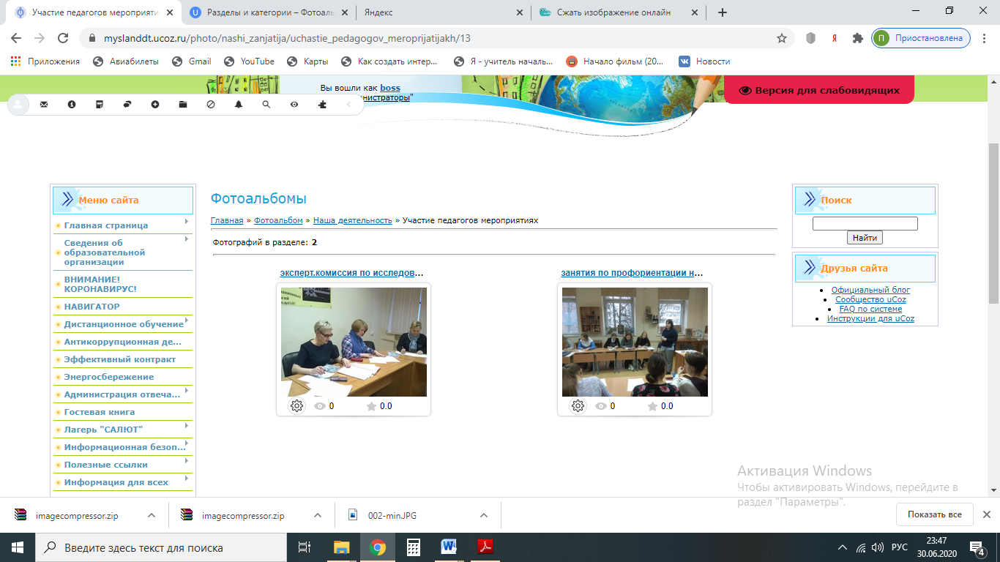 Участие педагогов мероприяти
Разделы и категории – Фотоаль
Яндекс
Сжать изображение онлайн
myslanddt.ucoz.ru/photo/nashi_zanjatija/uchastie_pedagogov_meroprijatijakh/13
П
Приостановлена
Приложения
Авиабилеты
Gmail
YouTube
Карты
Как создать интер...
Я - учитель началь...
Начало фильм (20...
Новости
Вы вошли как boss
нистраторы"
Версия для слабовидящих
Меню сайта
Главная страница
Сведения об
образовательной
организации
ВНИМАНИЕ!
КОРОНАВИРУС!
НАВИГАТОР
Дистанционное обучение
Антикоррупционная де...
Эффективный контракт
Энергосбережение
Администрация отвеча...
Гостевая книга
Лагерь "САЛЮТ"
Информационная безоп...
Полезные ссылки
Информация для всех
Фотоальбомы
Главная » Фотоальбом » Наша деятельность » Участие педагогов мероприятиях
Фотографий в разделе: 2
эксперт.комиссия по исследов...
0
0.0
занятия по профориентации н...
0
0.0
Поиск
Найти
Друзья сайта
Официальный блог
Сообщество uCoz
FAQ по системе
Инструкции для uCoz
Активация Windows
Чтобы активировать Windows, перейдите в
раздел "Параметры".
imagecompressor.zip
imagecompressor.zip
002-min.JPG
Показать все
Введите здесь текст для поиска
РУС
23:47
30.06.2020
4